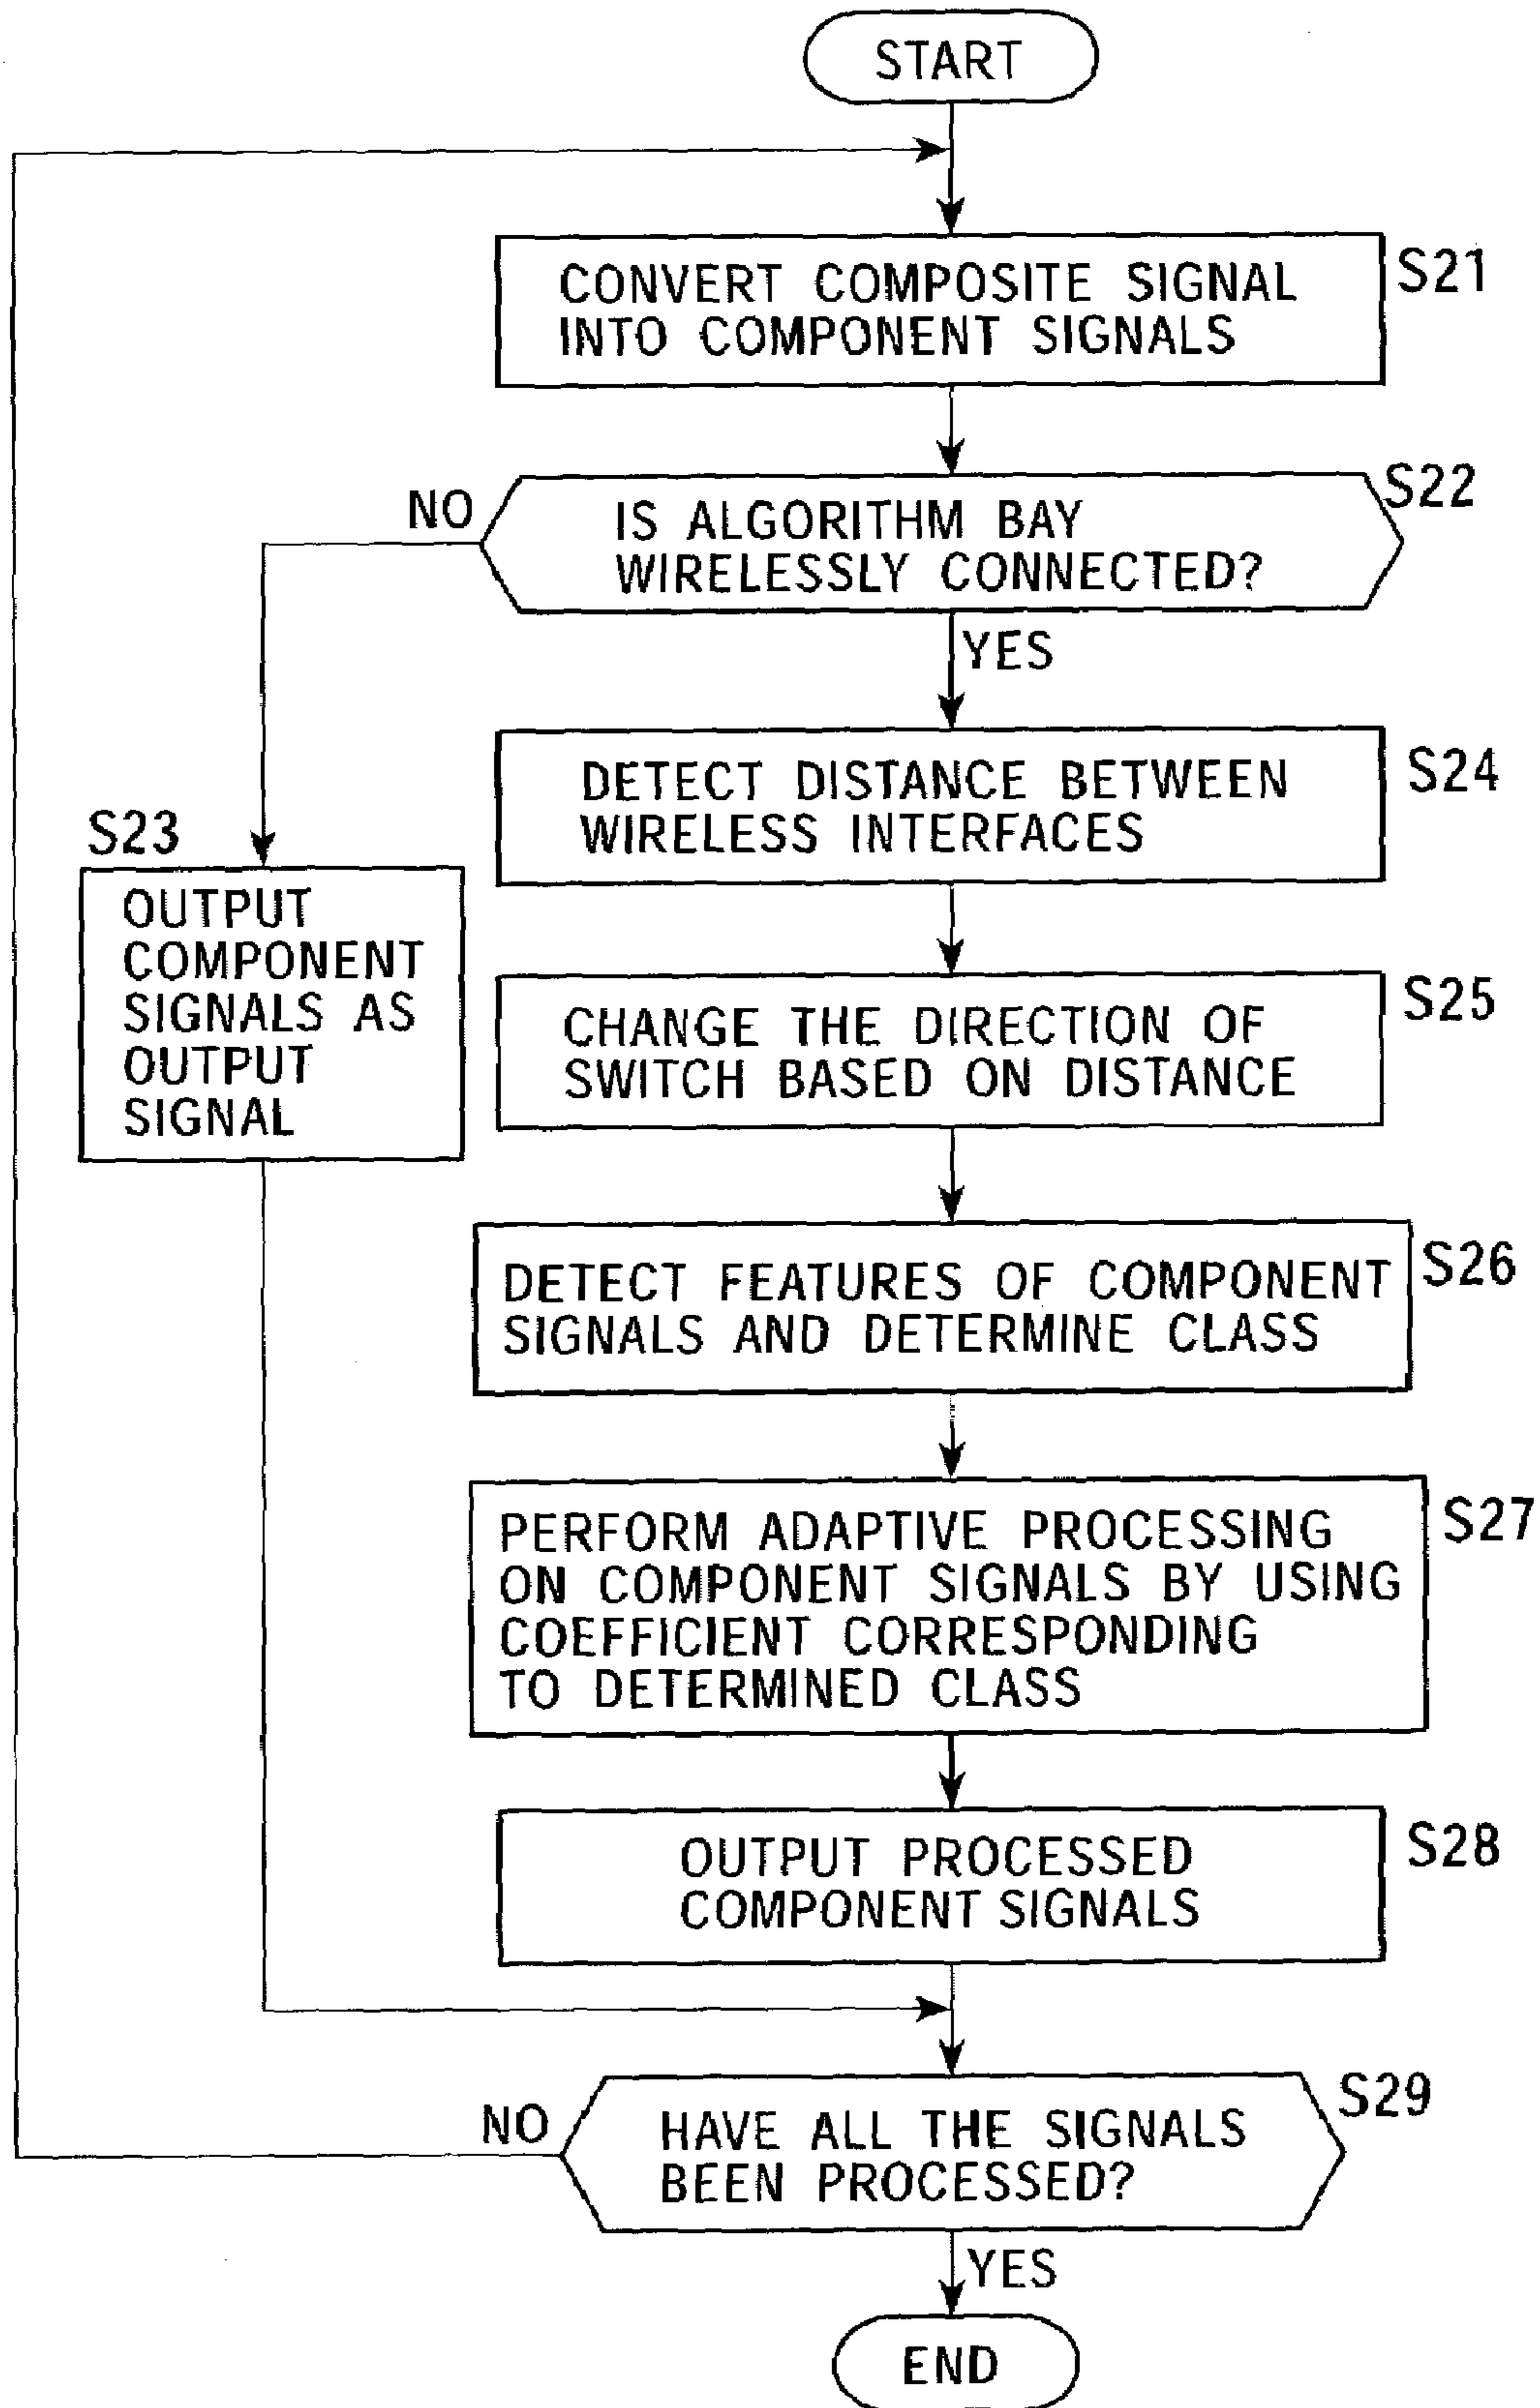 START
CONVERT COMPOSITE SIGNAL
INTO COMPONENT SIGNALS
S21
NO
IS ALGORITHM BAY
WIRELESSLY CONNECTED?
S22
YES
S23
OUTPUT
COMPONENT
SIGNALS AS
OUTPUT
SIGNAL
DETECT DISTANCE BETWEEN
WIRELESS INTERFACES
S24
CHANGE THE DIRECTION OF
SWITCH BASED ON DISTANCE
S25
DETECT FEATURES OF COMPONENT
SIGNALS AND DETERMINE CLASS
S26
PERFORM ADAPTIVE PROCESSING
ON COMPONENT SIGNALS BY USING
COEFFICIENT CORRESPONDING
TO DETERMINED CLASS
S27
OUTPUT PROCESSED
COMPONENT SIGNALS
S28
NO
HAVE ALL THE SIGNALS
BEEN PROCESSED?
S29
YES
END